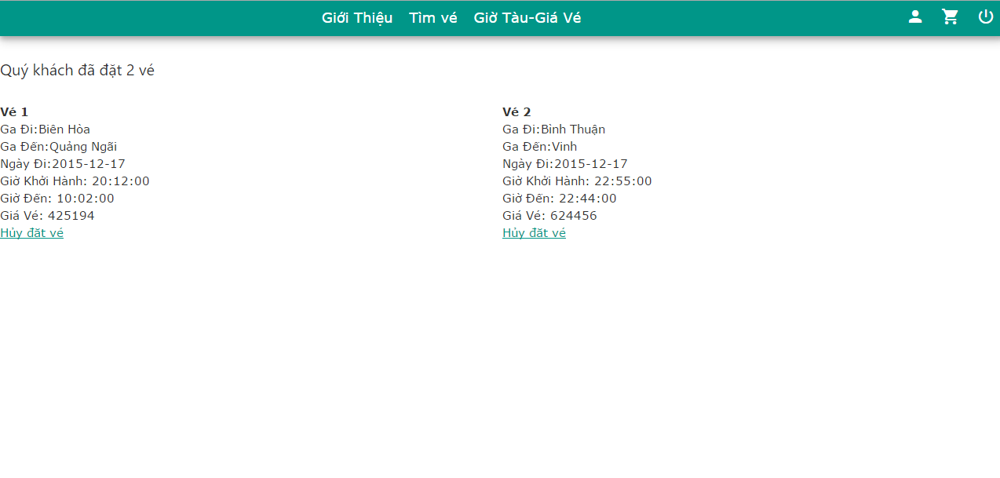 Giới Thiệu Tìm vé Giờ Tàu-Giá Vé
Quý khách đã đặt 2 vé
Vé 1
Ga Đi:Biên Hòa
Ga Đến:Quảng Ngãi
Ngày Đi:2015-12-17
Giờ Khởi Hành: 20:12:00
Giờ Đến: 10:02:00
Giá Vé: 425194
Hủy đăt vé
Vé 2
Ga Đi:Bình Thuận
Ga Đến:Vinh
Ngày Đi:2015-12-17
Giờ Khởi Hành: 22:55:00
Giờ Đến: 22:44:00
Giá Vé: 624456
Hủy đăt vé